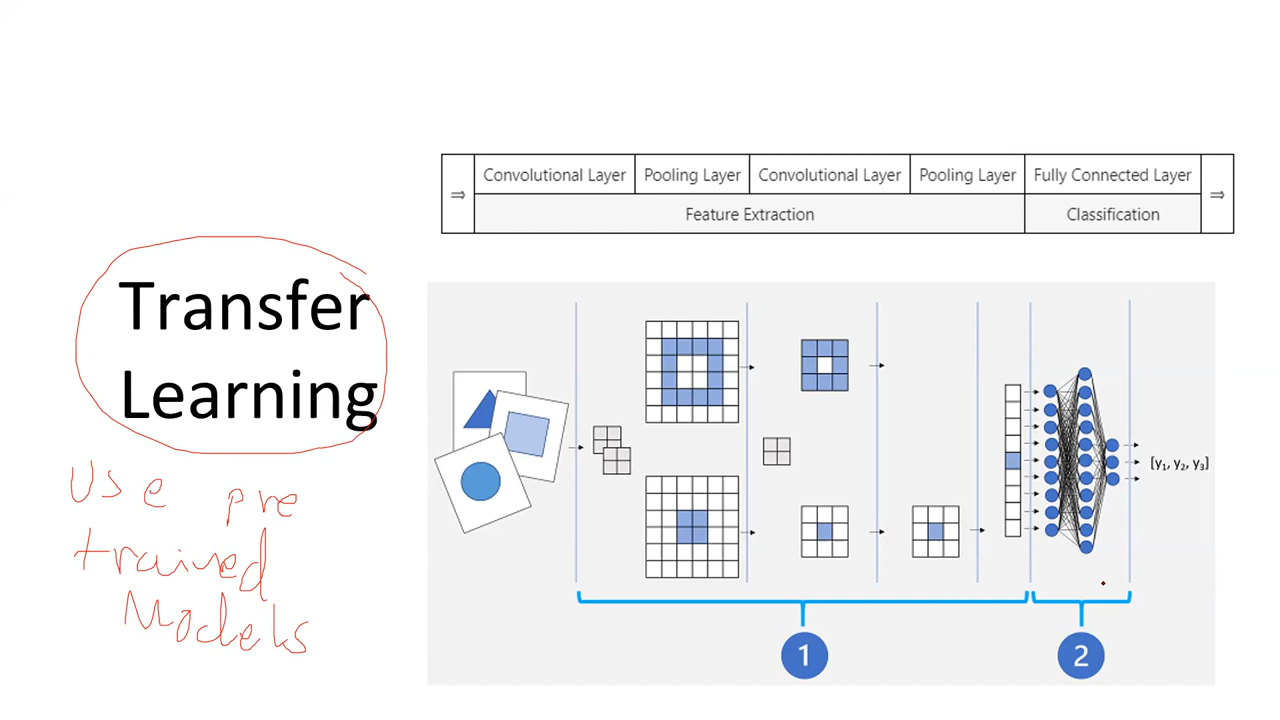 Convolutional Layer Pooling Layer Convolutional Layer Pooling Layer Fully Connected Layer
⇒ ⇒
Feature Extraction Classification
Transfer
Learning
Use pre
trained
Models
[y₁, y₂, y₃]
1 2